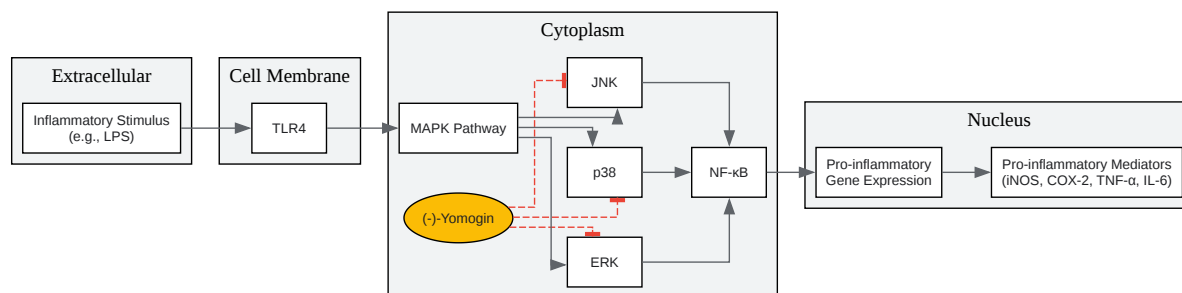 Extracellular
Inflammatory Stimulus
(e.g., LPS)
Cell Membrane
TLR4
Cytoplasm
MAPK Pathway
(-)-Yomogin
JNK
p38
ERK
NF-κB
Nucleus
Pro-inflammatory
Gene Expression
Pro-inflammatory Mediators
(iNOS, COX-2, TNF-α, IL-6)